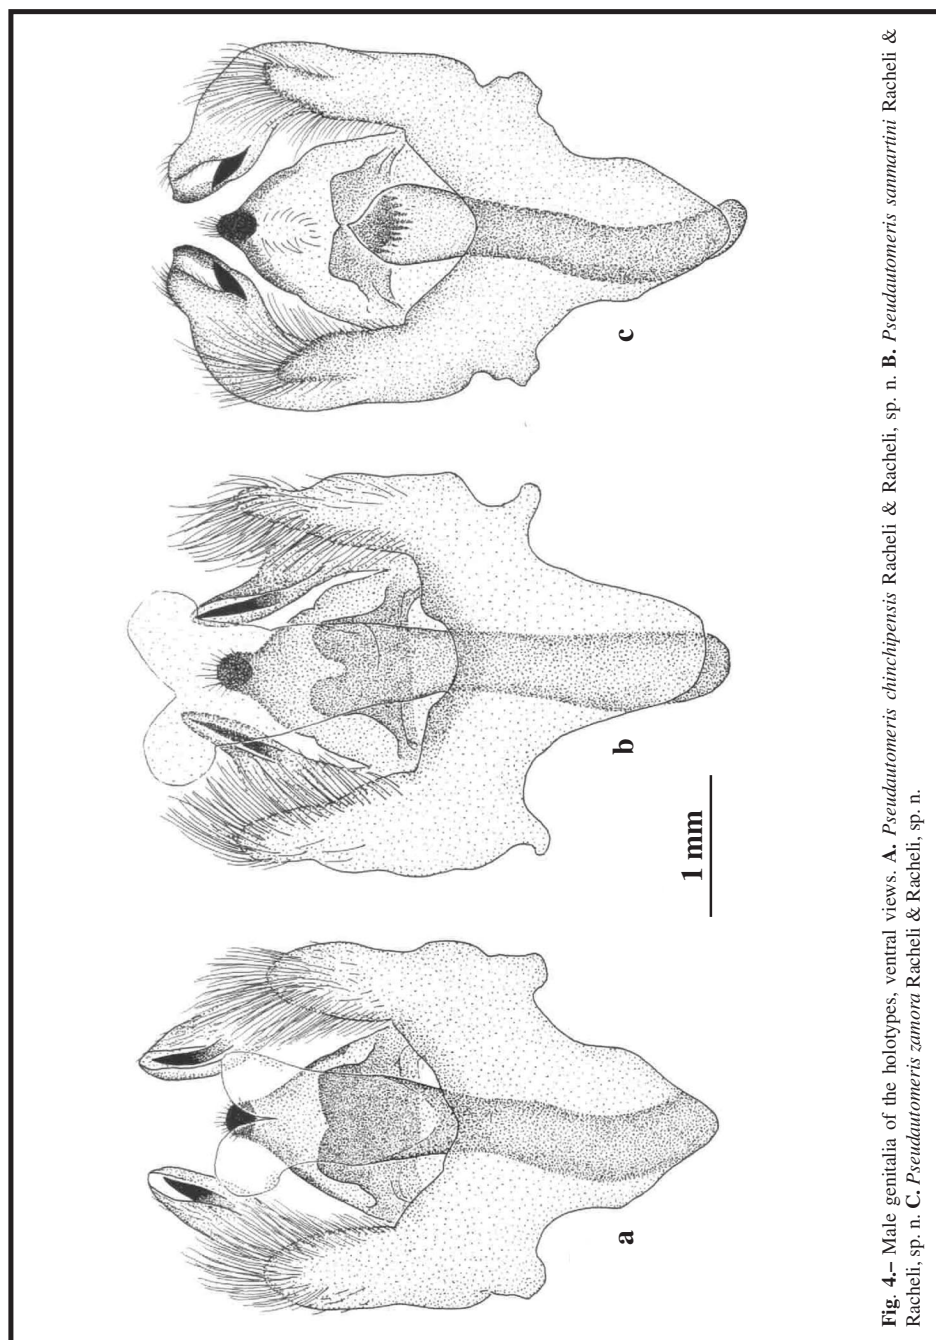 a
b
c
1 mm
Fig. 4.– Male genitalia of the holotypes, ventral views. A. Pseudautomeris chinchipensis Racheli & Racheli, sp. n. B. Pseudautomeris sanmartini Racheli &
Racheli, sp. n. C. Pseudautomeris zamora Racheli & Racheli, sp. n.